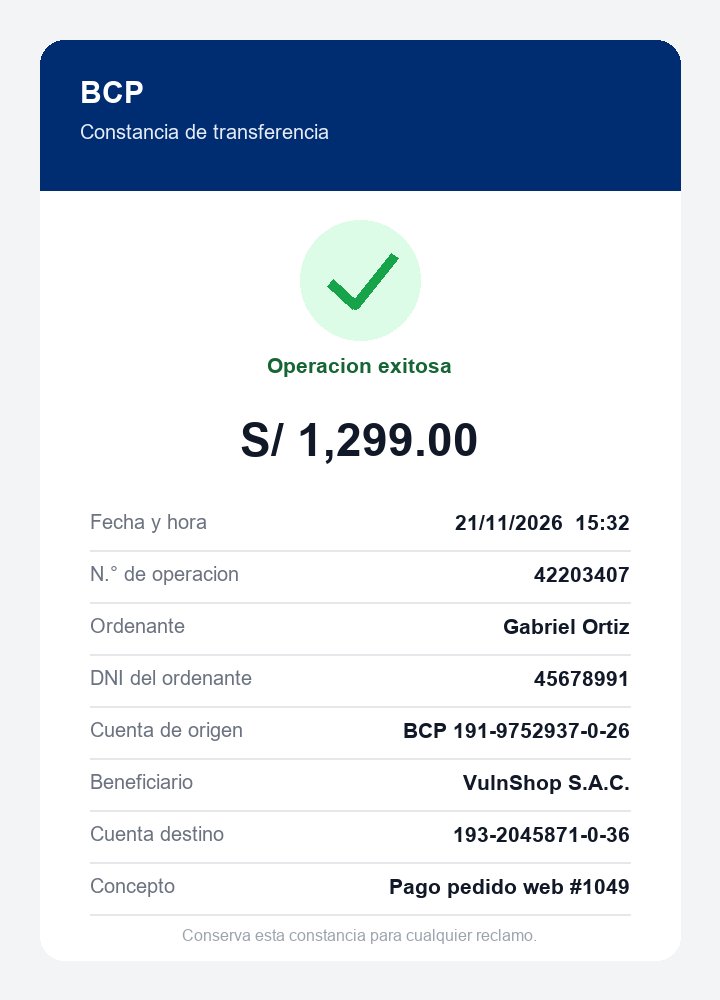 BCP
Constancia de transferencia
Operacion exitosa
S/ 1,299.00
Fecha y hora 21/11/2026 15:32
N.° de operacion 42203407
Ordenante Gabriel Ortiz
DNI del ordenante 45678991
Cuenta de origen BCP 191-9752937-0-26
Beneficiario VulnShop S.A.C.
Cuenta destino 193-2045871-0-36
Concepto Pago pedido web #1049
Conserva esta constancia para cualquier reclamo.